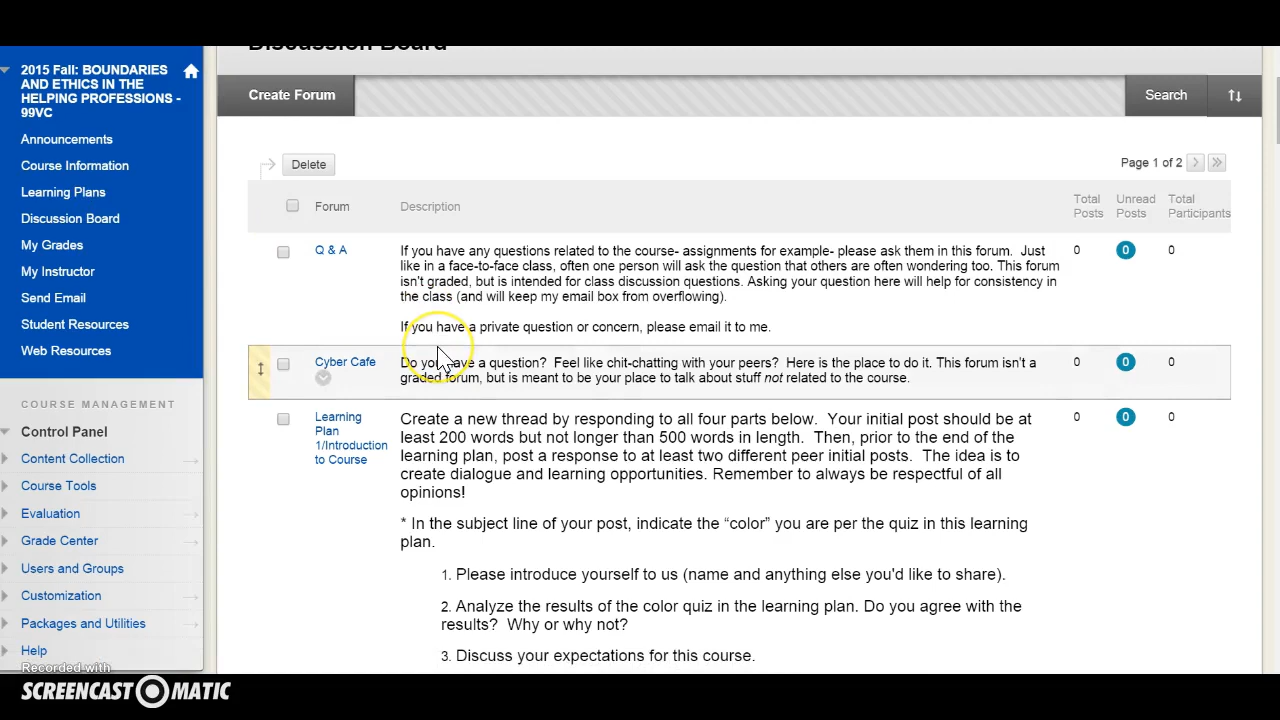 Discussion Board
2015 Fall: BOUNDARIES
AND ETHICS IN THE
HELPING PROFESSIONS -
99VC
Announcements
Course Information
Learning Plans
Discussion Board
My Grades
My Instructor
Send Email
Student Resources
Web Resources
COURSE MANAGEMENT
Control Panel
Content Collection
Course Tools
Evaluation
Grade Center
Users and Groups
Customization
Packages and Utilities
Help
Create Forum
Search
Delete
Page 1 of 2
Forum
Description
Total
Posts
Unread
Posts
Total
Participants
Q & A
If you have any questions related to the course- assignments for example- please ask them in this forum. Just
like in a face-to-face class, often one person will ask the question that others are often wondering too. This forum
isn't graded, but is intended for class discussion questions. Asking your question here will help for consistency in
the class (and will keep my email box from overflowing).
If you have a private question or concern, please email it to me.
0
0
0
Cyber Cafe
Do you have a question? Feel like chit-chatting with your peers? Here is the place to do it. This forum isn't a
graded forum, but is meant to be your place to talk about stuff not related to the course.
0
0
0
Learning
Plan
1/Introduction
to Course
Create a new thread by responding to all four parts below. Your initial post should be at
least 200 words but not longer than 500 words in length. Then, prior to the end of the
learning plan, post a response to at least two different peer initial posts. The idea is to
create dialogue and learning opportunities. Remember to always be respectful of all
opinions!
* In the subject line of your post, indicate the “color” you are per the quiz in this learning
plan.
1. Please introduce yourself to us (name and anything else you'd like to share).
2. Analyze the results of the color quiz in the learning plan. Do you agree with the
results? Why or why not?
3. Discuss your expectations for this course.
0
0
0
Recorded with
SCREENCAST MATIC